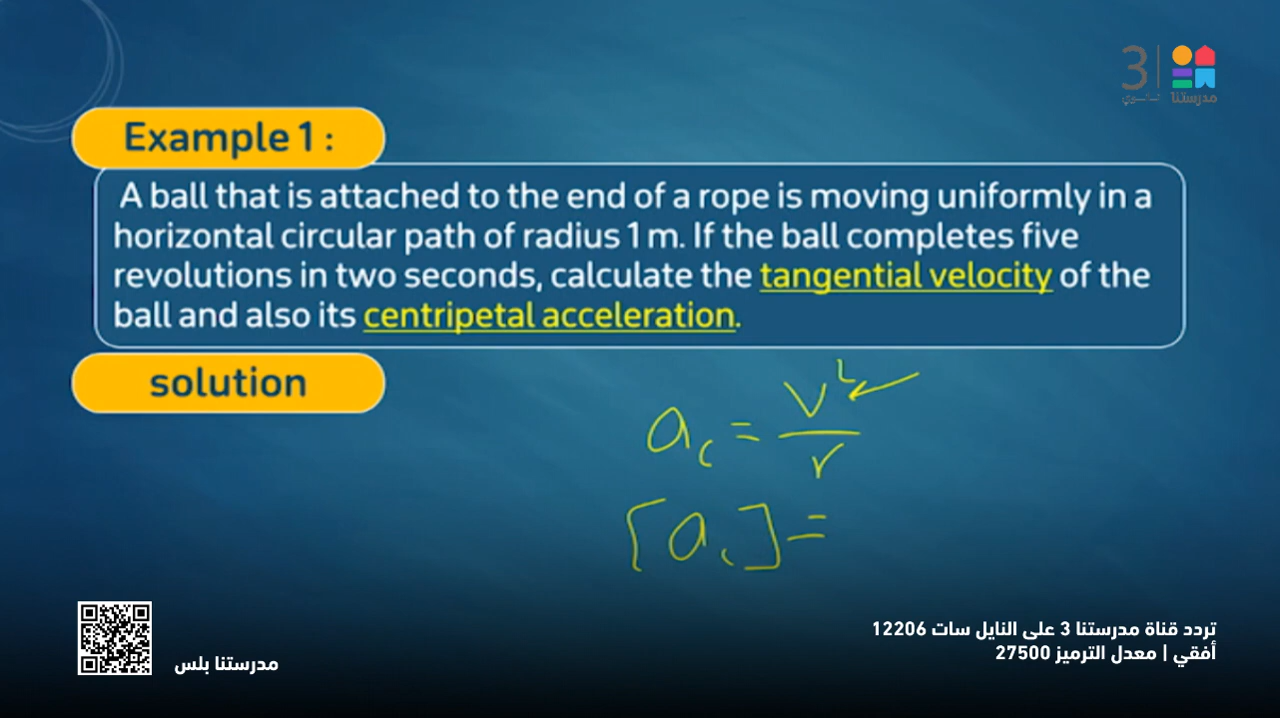 3
الثانوي
مدرستنا
Example 1 :
A ball that is attached to the end of a rope is moving uniformly in a
horizontal circular path of radius 1 m. If the ball completes five
revolutions in two seconds, calculate the tangential velocity of the
ball and also its centripetal acceleration.
solution
a_c = v²/r
[a_c] =
تردد قناة مدرستنا 3 على النايل سات 12206
أفقي | معدل الترميز 27500
مدرستنا بلس